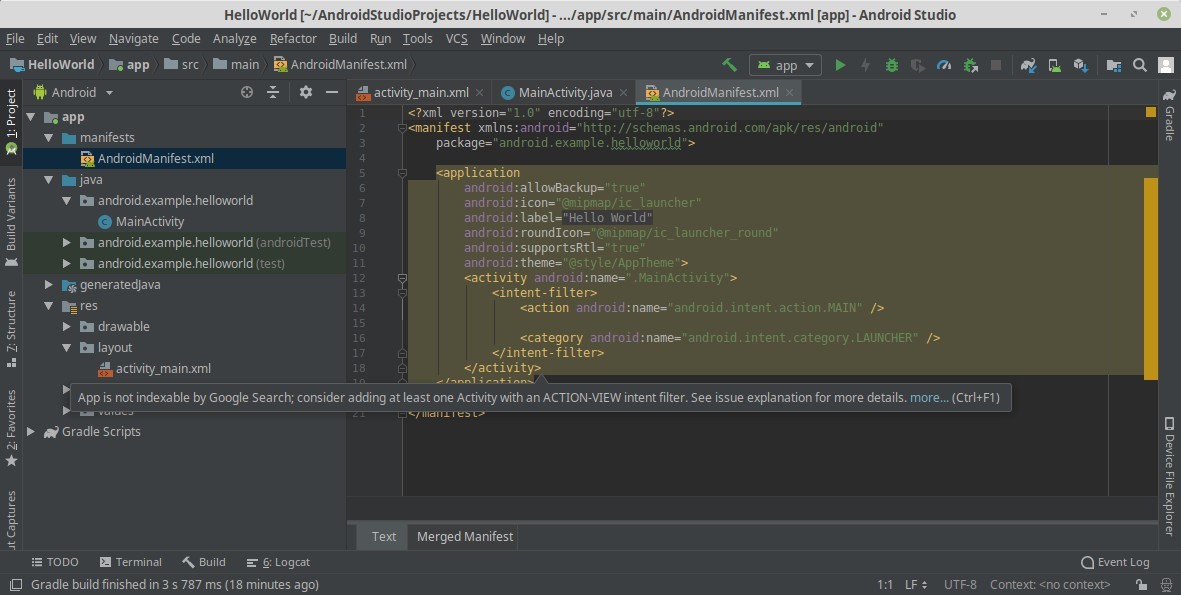 HelloWorld [~/AndroidStudioProjects/HelloWorld] - .../app/src/main/AndroidManifest.xml [app] - Android Studio
File Edit View Navigate Code Analyze Refactor Build Run Tools VCS Window Help
HelloWorld app src main AndroidManifest.xml app
1: Project
Build Variants
7: Structure
2: Favorites
ut Captures
Android
app
manifests
AndroidManifest.xml
java
android.example.helloworld
MainActivity
android.example.helloworld (androidTest)
android.example.helloworld (test)
generatedJava
res
drawable
layout
activity_main.xml
values
Gradle Scripts
activity_main.xml MainActivity.java AndroidManifest.xml
1 <?xml version="1.0" encoding="utf-8"?>
2 <manifest xmlns:android="http://schemas.android.com/apk/res/android"
3 package="android.example.helloworld">
4
5 <application
6 android:allowBackup="true"
7 android:icon="@mipmap/ic_launcher"
8 android:label="Hello World"
9 android:roundIcon="@mipmap/ic_launcher_round"
10 android:supportsRtl="true"
11 android:theme="@style/AppTheme">
12 <activity android:name=".MainActivity">
13 <intent-filter>
14 <action android:name="android.intent.action.MAIN" />
15
16 <category android:name="android.intent.category.LAUNCHER" />
17 </intent-filter>
18 </activity>
19 </application>
App is not indexable by Google Search; consider adding at least one Activity with an ACTION-VIEW intent filter. See issue explanation for more details. more... (Ctrl+F1)
21 </manifest>
Text Merged Manifest
Gradle
Device File Explorer
TODO Terminal Build 6: Logcat Event Log
Gradle build finished in 3 s 787 ms (18 minutes ago) 1:1 LF UTF-8 Context: <no context>